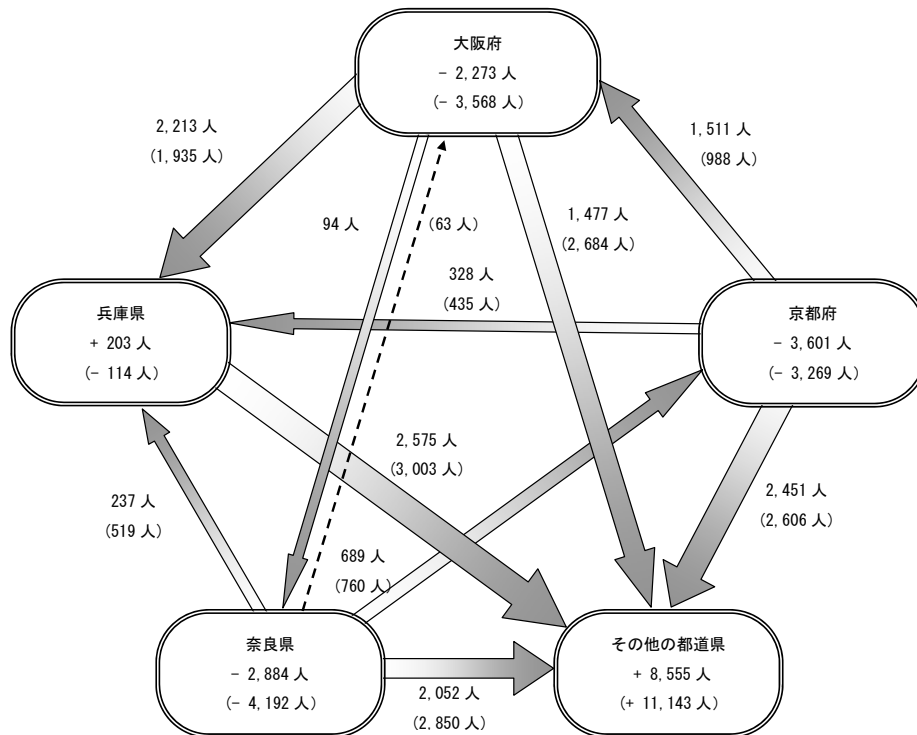 大阪府
- 2,273 人
(- 3,568 人)
2,213 人
(1,935 人)
1,511 人
(988 人)
94 人
(63 人)
1,477 人
(2,684 人)
328 人
(435 人)
兵庫県
+ 203 人
(- 114 人)
京都府
- 3,601 人
(- 3,269 人)
2,575 人
(3,003 人)
2,451 人
(2,606 人)
237 人
(519 人)
689 人
(760 人)
奈良県
- 2,884 人
(- 4,192 人)
2,052 人
(2,850 人)
その他の都道県
+ 8,555 人
(+ 11,143 人)